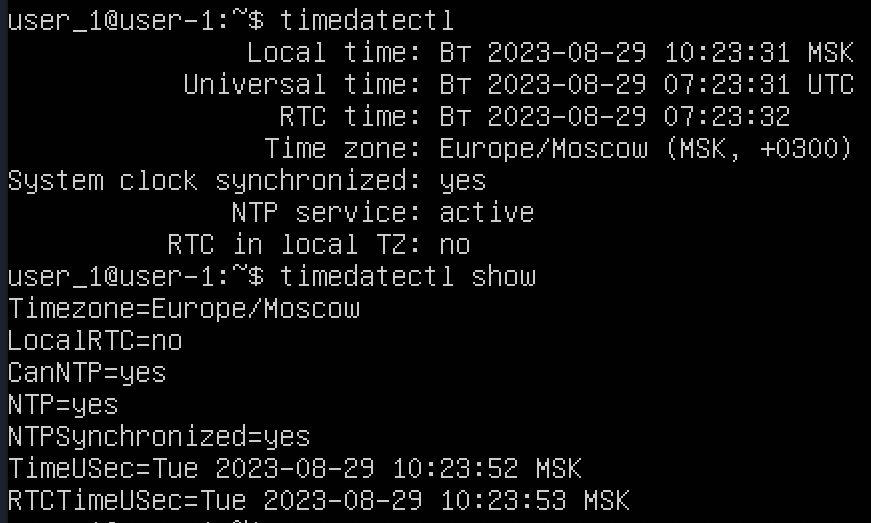 user_1@user-1:~$ timedatectl
Local time: Вт 2023-08-29 10:23:31 MSK
Universal time: Вт 2023-08-29 07:23:31 UTC
RTC time: Вт 2023-08-29 07:23:32
Time zone: Europe/Moscow (MSK, +0300)
System clock synchronized: yes
NTP service: active
RTC in local TZ: no
user_1@user-1:~$ timedatectl show
Timezone=Europe/Moscow
LocalRTC=no
CanNTP=yes
NTP=yes
NTPSynchronized=yes
TimeUSec=Tue 2023-08-29 10:23:52 MSK
RTCTimeUSec=Tue 2023-08-29 10:23:53 MSK